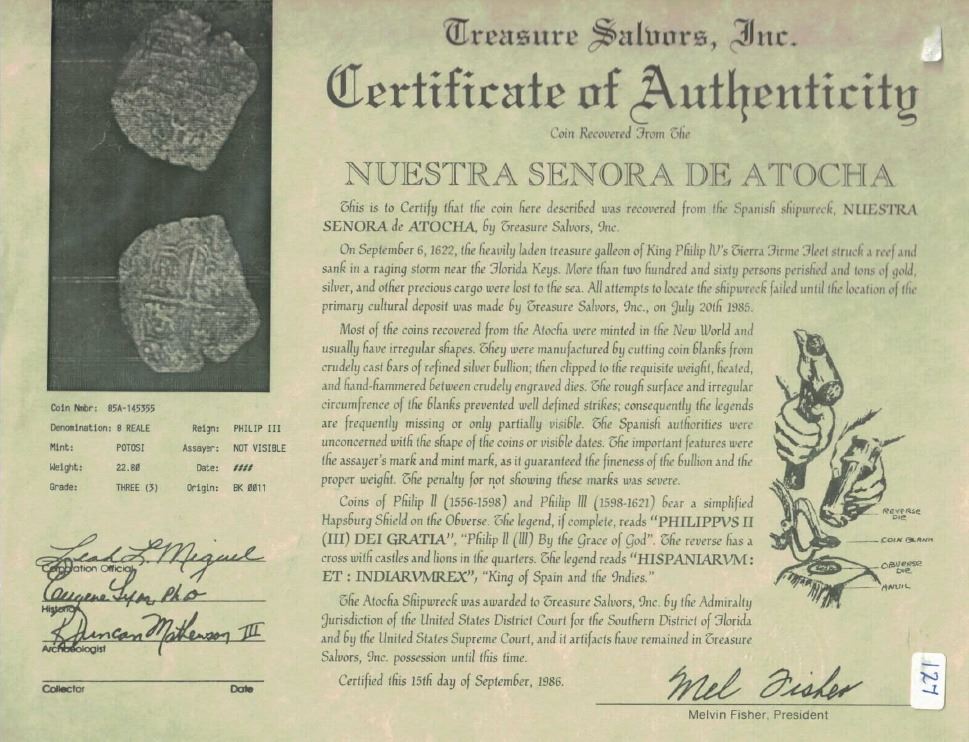 Treasure Salvors, Inc.
Certificate of Authenticity
Coin Recovered From The
NUESTRA SENORA DE ATOCHA
This is to Certify that the coin here described was recovered from the Spanish shipwreck, NUESTRA
SENORA de ATOCHA, by Treasure Salvors, Inc.
On September 6, 1622, the heavily laden treasure galleon of King Philip IV's Tierra Firme Fleet struck a reef and
sank in a raging storm near the Florida Keys. More than two hundred and sixty persons perished and tons of gold,
silver, and other precious cargo were lost to the sea. All attempts to locate the shipwreck failed until the location of the
primary cultural deposit was made by Treasure Salvors, Inc., on July 20th 1985.
Most of the coins recovered from the Atocha were minted in the New World and
usually have irregular shapes. They were manufactured by cutting coin blanks from
crudely cast bars of refined silver bullion; then clipped to the requisite weight, heated,
and hand-hammered between crudely engraved dies. The rough surface and irregular
circumfrence of the blanks prevented well defined strikes; consequently the legends
are frequently missing or only partially visible. The Spanish authorities were
unconcerned with the shape of the coins or visible dates. The important features were
the assayer's mark and mint mark, as it guaranteed the fineness of the bullion and the
proper weight. The penalty for not showing these marks was severe.
Coins of Philip II (1556-1598) and Philip III (1598-1621) bear a simplified
Hapsburg Shield on the Obverse. The legend, if complete, reads "PHILIPPVS II
(III) DEI GRATIA", "Philip II (III) By the Grace of God". The reverse has a
cross with castles and lions in the quarters. The legend reads "HISPANIARVM :
ET : INDIARVMREX", "King of Spain and the Indies."
The Atocha Shipwreck was awarded to Treasure Salvors, Inc. by the Admiralty
Jurisdiction of the United States District Court for the Southern District of Florida
and by the United States Supreme Court, and it artifacts have remained in Treasure
Salvors, Inc. possession until this time.
Certified this 15th day of September, 1986.
REVERSE
DIE
COIN BLANK
OBVERSE
DIE
ANVIL
Mel Fisher
Melvin Fisher, President
127
Coin Nmbr: 85A-145355
Denomination: 8 REALE Reign: PHILIP III
Mint: POTOSI Assayer: NOT VISIBLE
Weight: 22.80 Date: ####
Grade: THREE (3) Origin: BK 0011
Leah L Miguel
Corporation Official
Eugene Lyon, PhD
Historian
R Duncan Mathewson III
Archaeologist
Collector Date